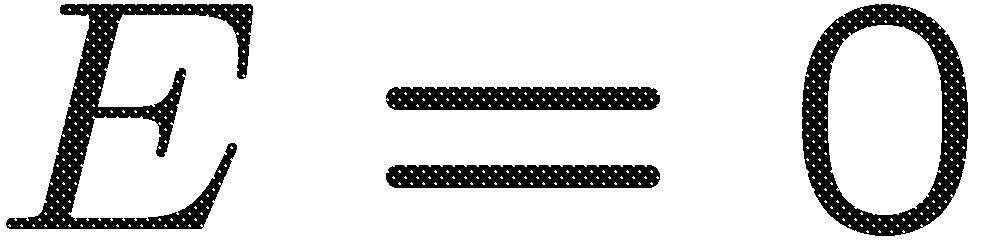 E = 0